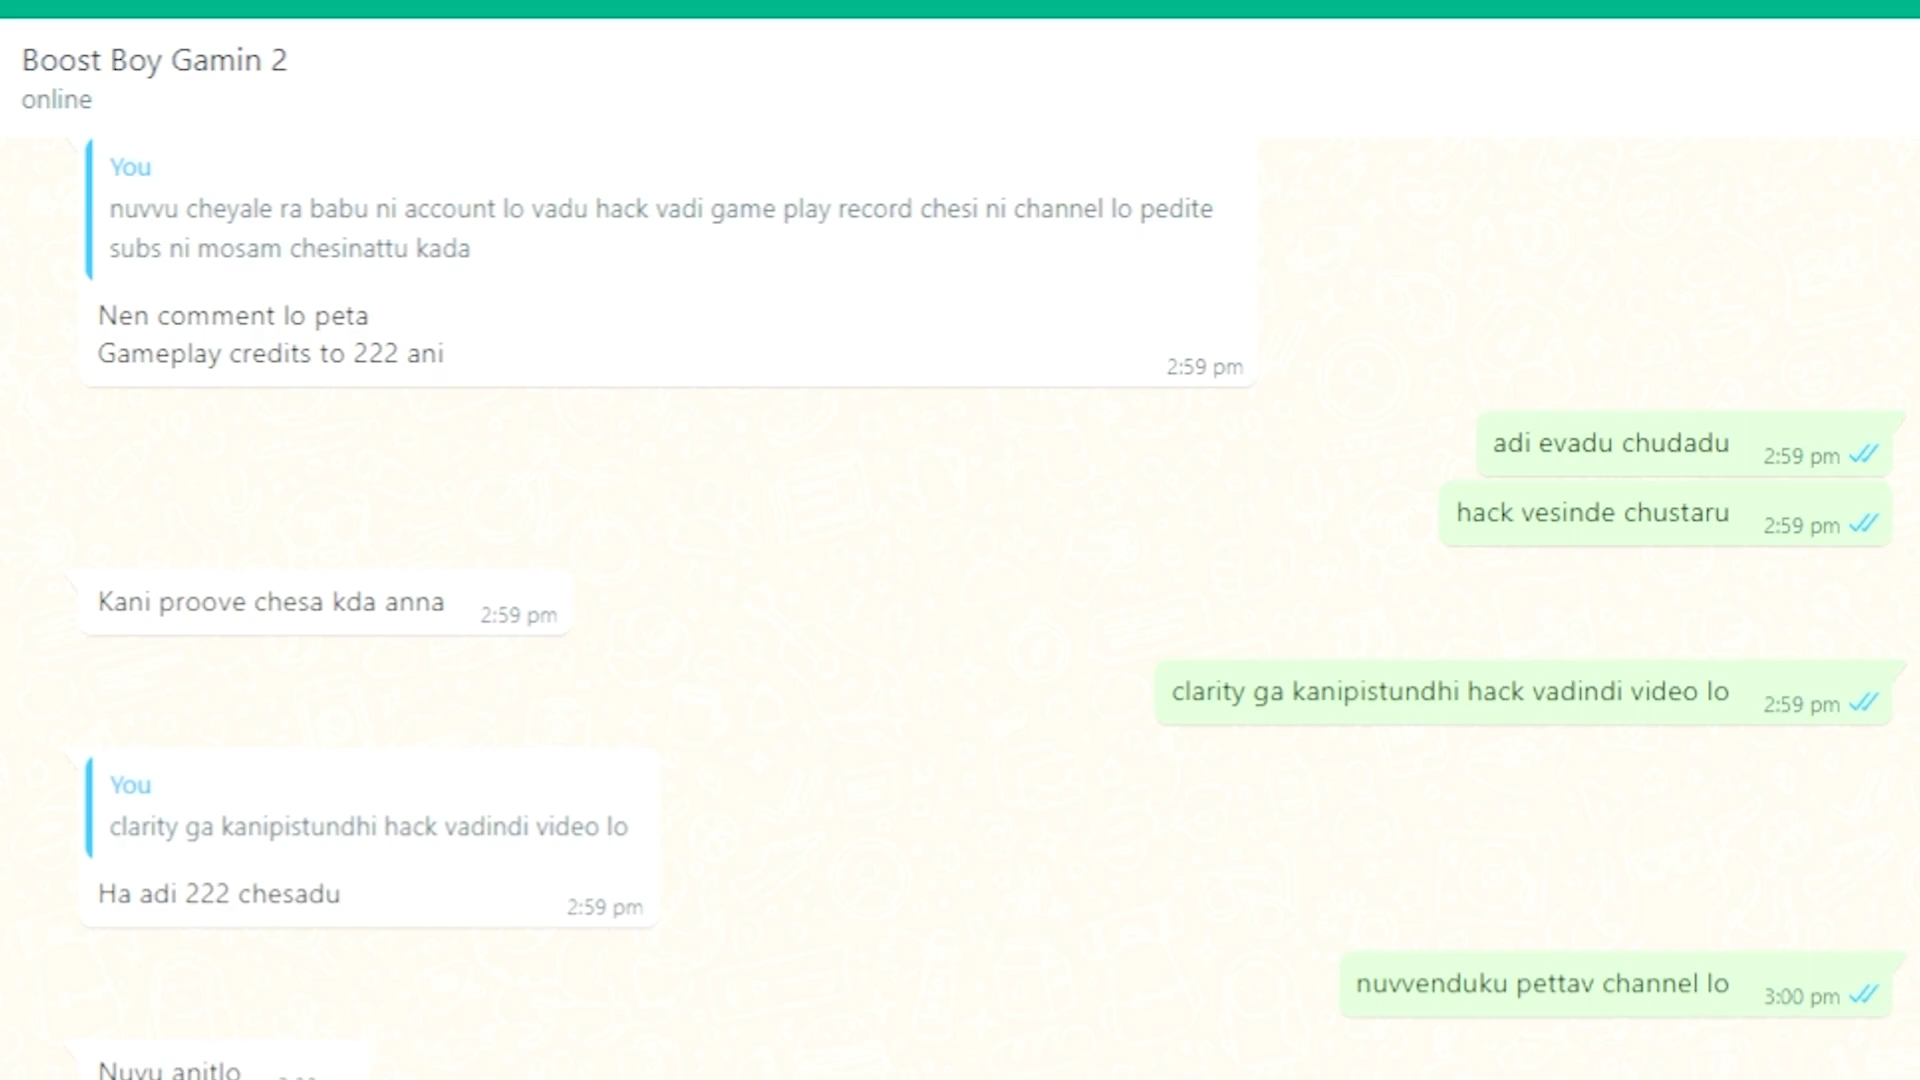 Boost Boy Gamin 2
online
You
nuvvu cheyale ra babu ni account lo vadu hack vadi game play record chesi ni channel lo pedite
subs ni mosam chesinattu kada
Nen comment lo peta
Gameplay credits to 222 ani
2:59 pm
adi evadu chudadu 2:59 pm
hack vesinde chustaru 2:59 pm
Kani proove chesa kda anna 2:59 pm
clarity ga kanipistundhi hack vadindi video lo 2:59 pm
You
clarity ga kanipistundhi hack vadindi video lo
Ha adi 222 chesadu
2:59 pm
nuvvenduku pettav channel lo 3:00 pm
Nuvu anitlo